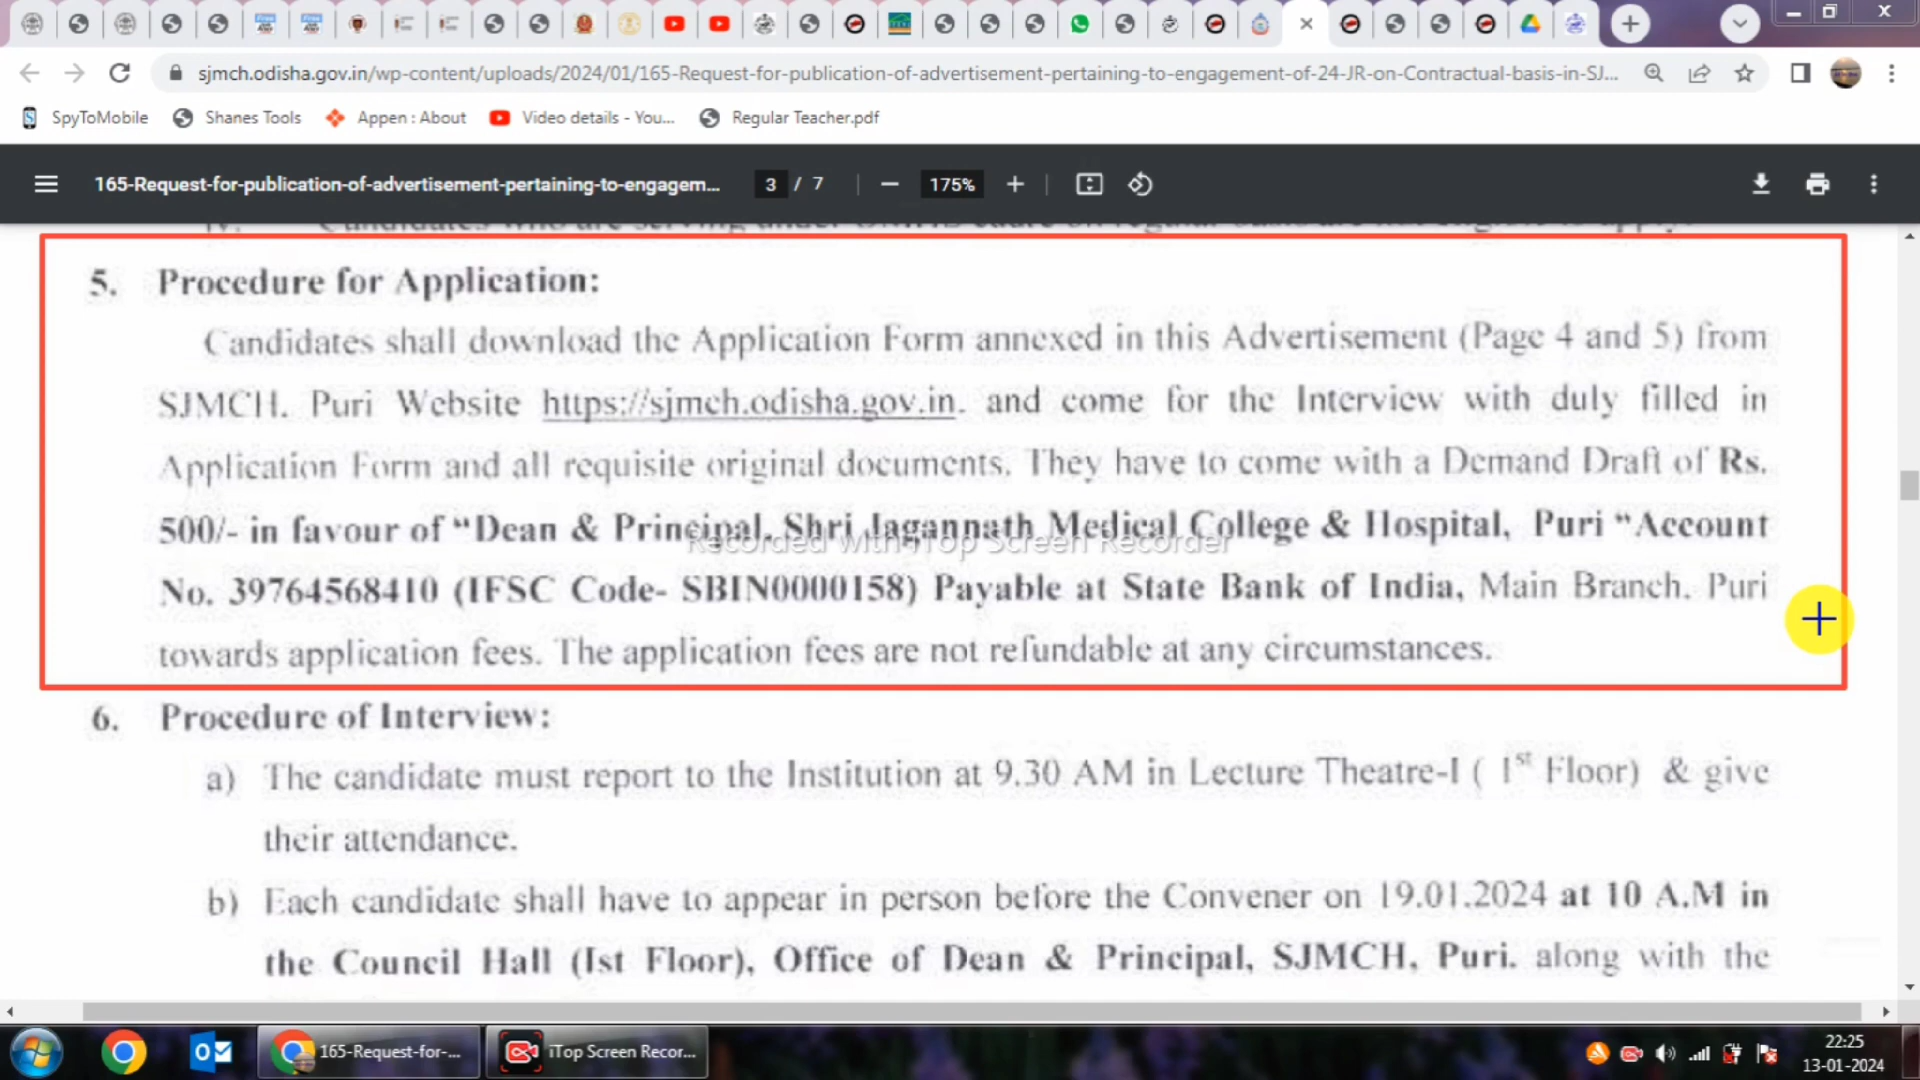 sjmch.odisha.gov.in/wp-content/uploads/2024/01/165-Request-for-publication-of-advertisement-pertaining-to-engagement-of-24-JR-on-Contractual-basis-in-SJ...
SpyToMobile Shanes Tools Appen : About Video details - You... Regular Teacher.pdf
165-Request-for-publication-of-advertisement-pertaining-to-engagem... 3 / 7 175%
5. Procedure for Application:
Candidates shall download the Application Form annexed in this Advertisement (Page 4 and 5) from
SJMCH. Puri Website https://sjmch.odisha.gov.in. and come for the Interview with duly filled in
Application Form and all requisite original documents. They have to come with a Demand Draft of Rs.
500/- in favour of “Dean & Principal, Shri Jagannath Medical College & Hospital, Puri “Account
Recorded with iTop Screen Recorder
No. 39764568410 (IFSC Code- SBIN0000158) Payable at State Bank of India, Main Branch. Puri
towards application fees. The application fees are not refundable at any circumstances.
6. Procedure of Interview:
a) The candidate must report to the Institution at 9.30 AM in Lecture Theatre-I ( 1st Floor) & give
their attendance.
b) Each candidate shall have to appear in person before the Convener on 19.01.2024 at 10 A.M in
the Council Hall (Ist Floor), Office of Dean & Principal, SJMCH, Puri. along with the
165-Request-for-... iTop Screen Recor...
22:25
13-01-2024